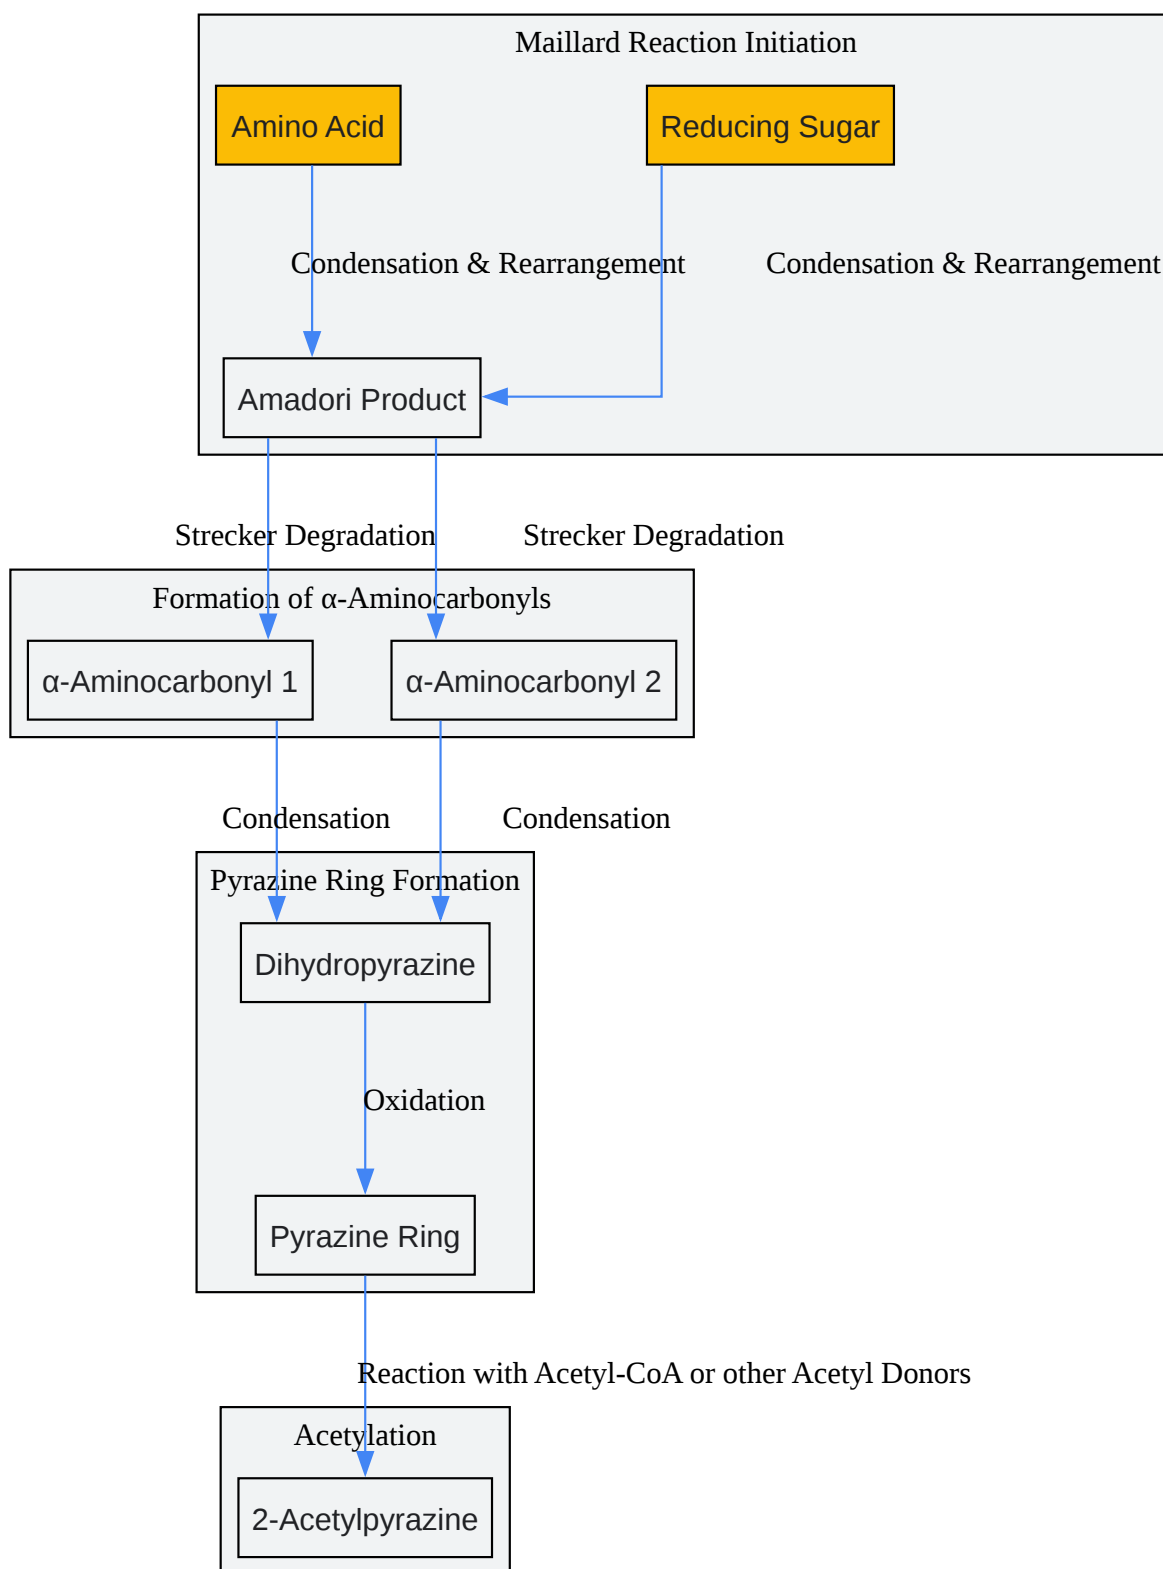 Maillard Reaction Initiation
Amino Acid
Reducing Sugar
Condensation & Rearrangement
Condensation & Rearrangement
Amadori Product
Strecker Degradation
Strecker Degradation
Formation of α-Aminocarbonyls
α-Aminocarbonyl 1
α-Aminocarbonyl 2
Condensation
Condensation
Pyrazine Ring Formation
Dihydropyrazine
Oxidation
Pyrazine Ring
Reaction with Acetyl-CoA or other Acetyl Donors
Acetylation
2-Acetylpyrazine